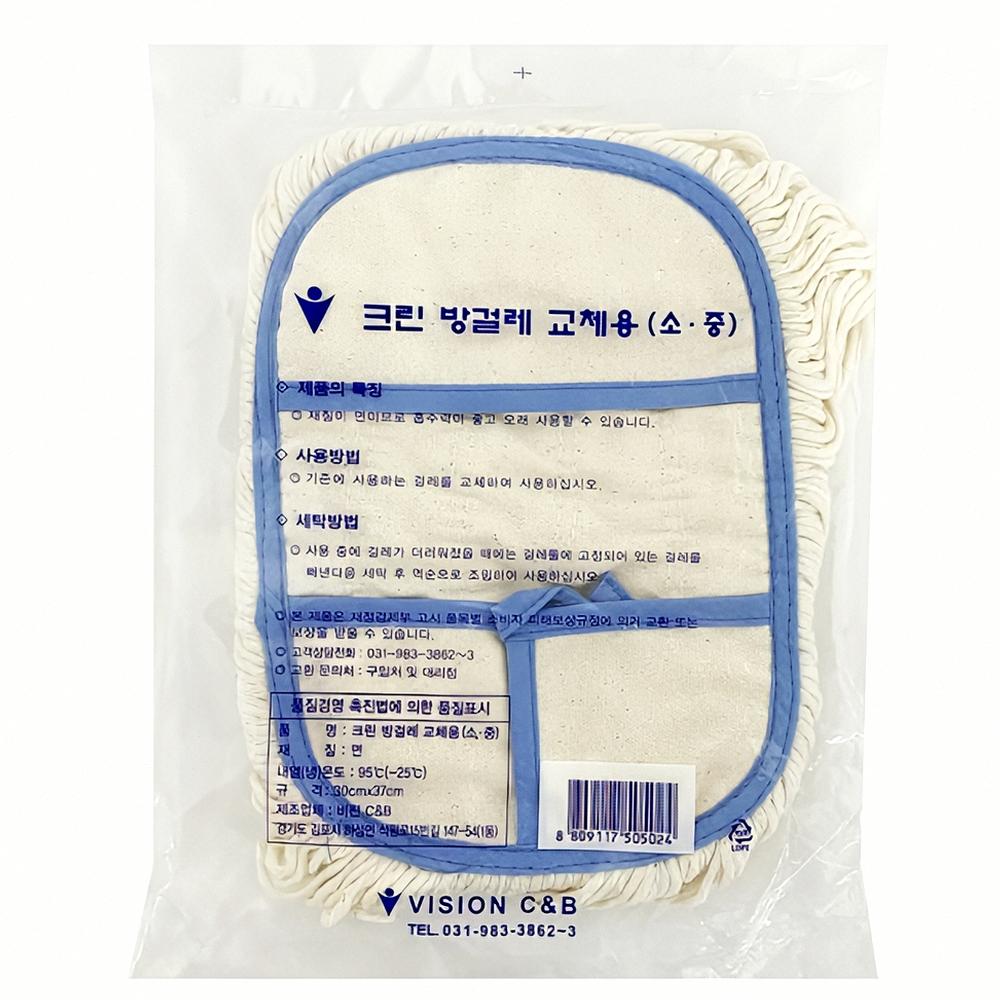 크린 방걸레 교체용(소·중)
◇ 제품의 특징
◎ 재질이 면이므로 흡수력이 좋고 오래 사용할 수 있습니다.
◇ 사용방법
◎ 기존에 사용하는 걸레를 교체하여 사용하십시오.
◇ 세탁방법
◎ 사용 중에 걸레가 더러워졌을 때에는 걸레틀에 고정되어 있는 걸레를
떼낸다음 세탁 후 역순으로 조립하여 사용하십시오.
◎ 본 제품은 재정경제부 고시 품목별 소비자 피해보상규정에 의거 교환 또는
보상을 받을 수 있습니다.
◎ 고객상담전화 : 031-983-3862~3
◎ 교환 문의처 : 구입처 및 대리점
품질경영 촉진법에 의한 품질표시
품 명 : 크린 방걸레 교체용(소·중)
재 질 : 면
내열(냉)온도 : 95℃(-25℃)
규 격 : 30cmx37cm
제조업체 : 비젼 C&B
경기도 김포시 하성면 147-54(1동)
8 809117 505024
LDPE
VISION C&B
TEL. 031-983-3862~3